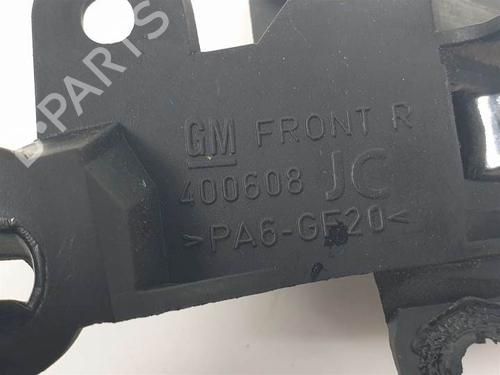 B-PARTS
GM FRONT R
400608 JC
>PA6-GF20<